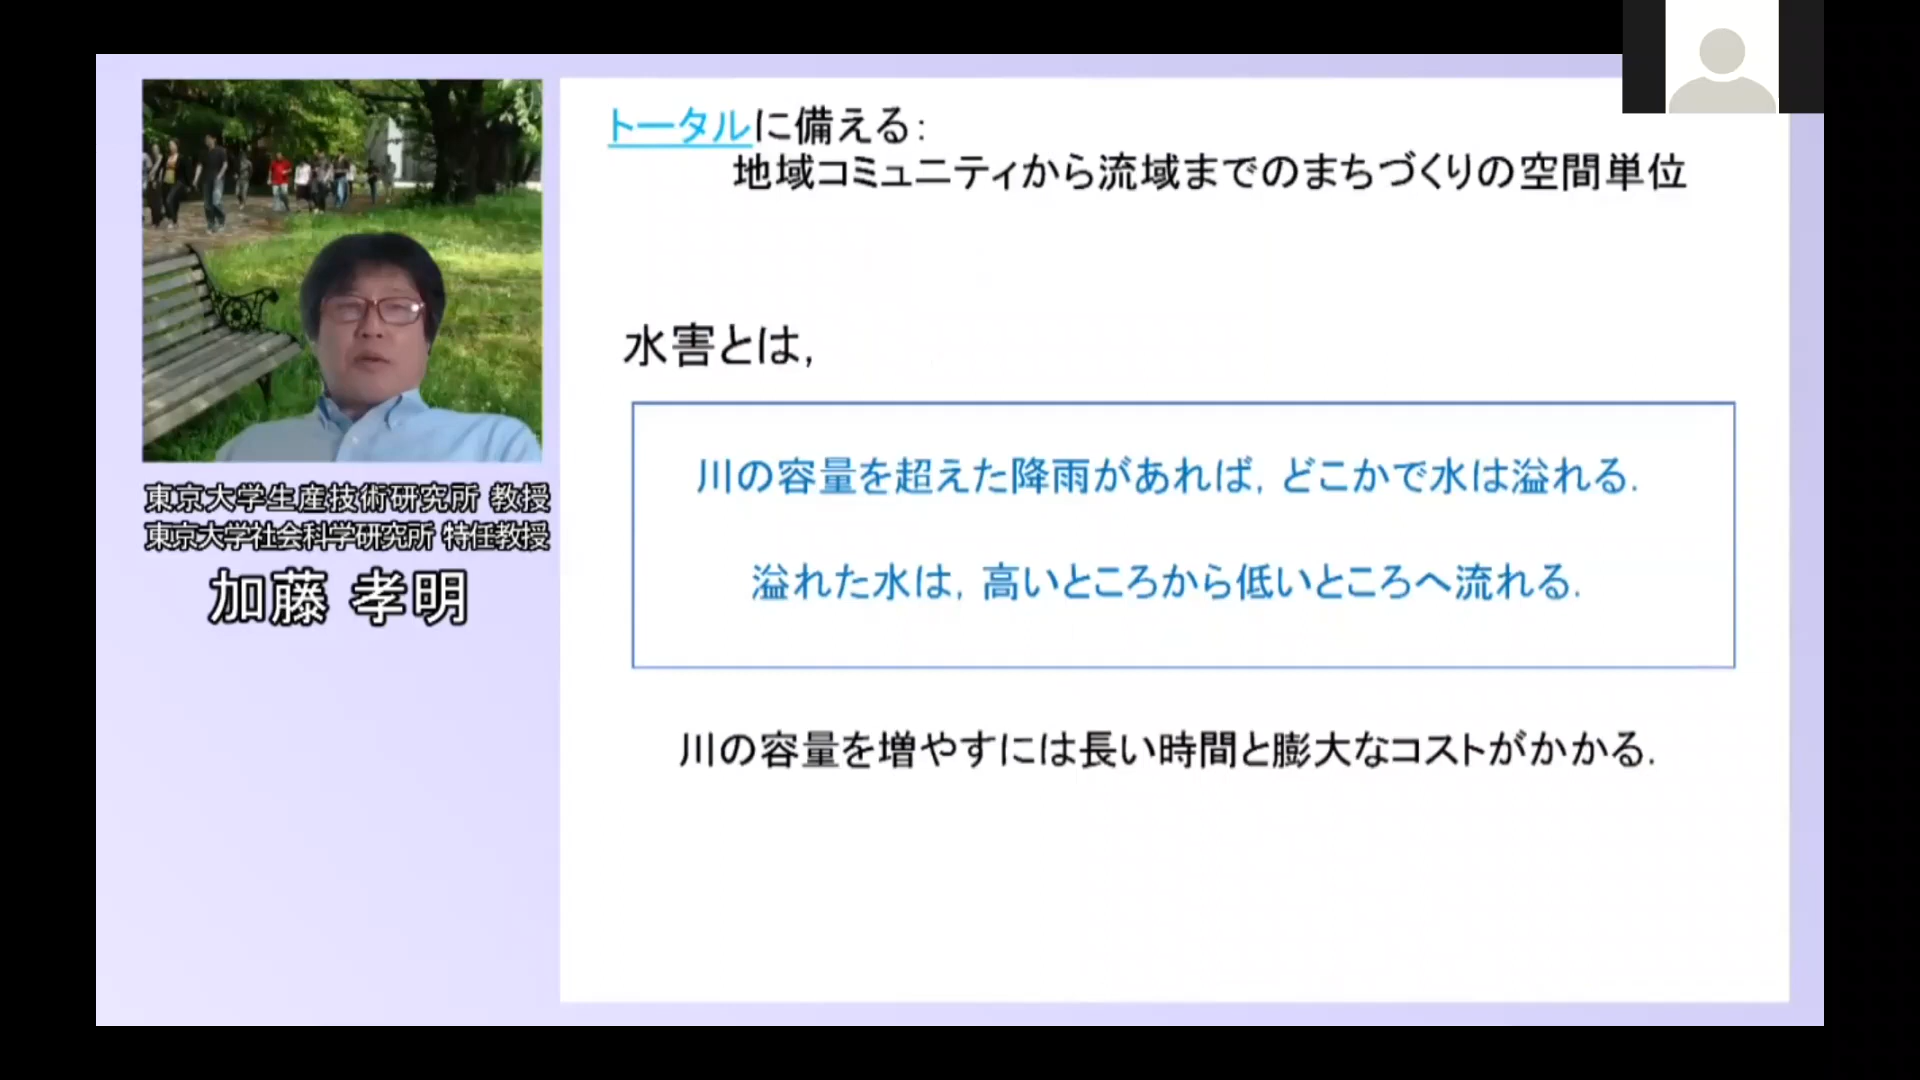 東京大学生産技術研究所 教授
東京大学社会科学研究所 特任教授
加藤 孝明
トータルに備える:
地域コミュニティから流域までのまちづくりの空間単位
水害とは,
川の容量を超えた降雨があれば, どこかで水は溢れる.
溢れた水は, 高いところから低いところへ流れる.
川の容量を増やすには長い時間と膨大なコストがかかる.